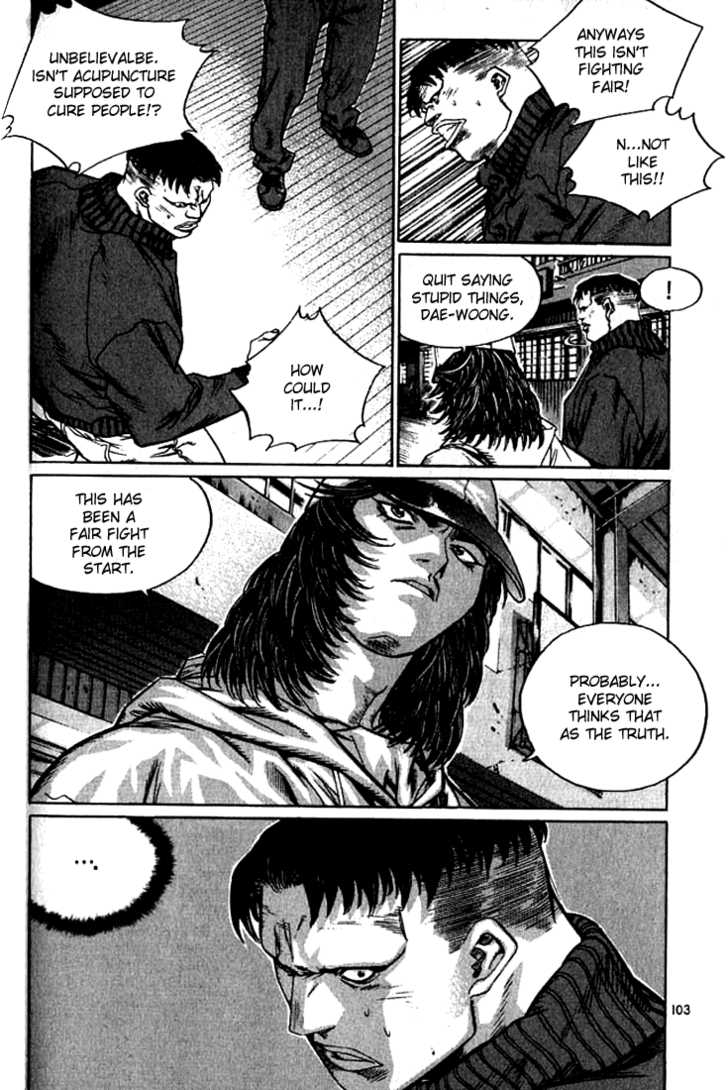 UNBELIEVALBE.
ISN'T ACUPUNCTURE
SUPPOSED TO
CURE PEOPLE!?
HOW
COULD
IT...!
ANYWAYS
THIS ISN'T
FIGHTING
FAIR!
N...NOT
LIKE
THIS!!
QUIT SAYING
STUPID THINGS,
DAE-WOONG.
!
THIS HAS
BEEN A
FAIR FIGHT
FROM THE
START.
PROBABLY...
EVERYONE
THINKS THAT
AS THE TRUTH.
...
103